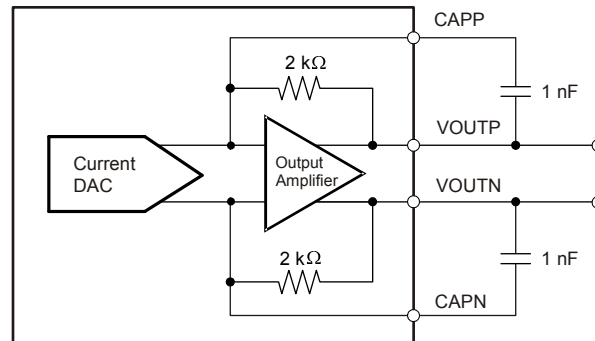 CAPP
2 kΩ
1 nF
VOUTP
Current
DAC
Output
Amplifier
VOUTN
2 kΩ
1 nF
CAPN